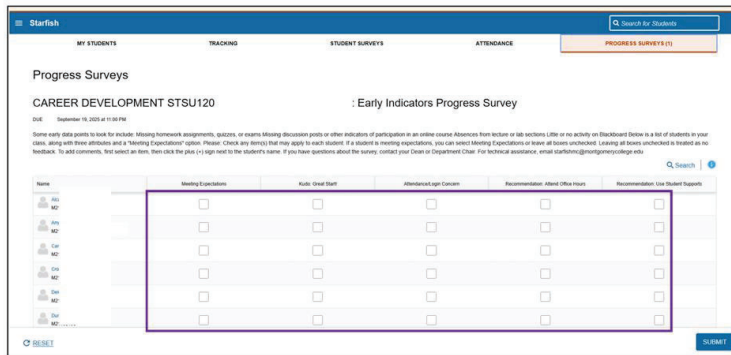 Starfish
Search for Students
MY STUDENTS TRACKING STUDENT SURVEYS ATTENDANCE PROGRESS SURVEYS (1)
Progress Surveys
CAREER DEVELOPMENT STSU120 : Early Indicators Progress Survey
DUE September 19, 2025 at 11:00 PM
Some early data points to look for include: Missing homework assignments, quizzes, or exams Missing discussion posts or other indicators of participation in an online course Absences from lecture or lab sections Little or no activity on Blackboard Below is a list of students in your
class, along with three attributes and a "Meeting Expectations" option. Please: Check any item(s) that may apply to each student. If a student is meeting expectations, you can select Meeting Expectations or leave all boxes unchecked. Leaving all boxes unchecked is treated as no
feedback. To add comments, first select an item, then click the plus (+) sign next to the student's name. If you have questions about the survey, contact your Dean or Department Chair. For technical assistance, email starfishmc@montgomerycollege.edu
Search
Name Meeting Expectations Kudo: Great Start! Attendance/Login Concern Recommendation: Attend Office Hours Recommendation: Use Student Supports
M2
Any
M2
Car
M2
M2
Dav
M2
M2
RESET
SUBMIT